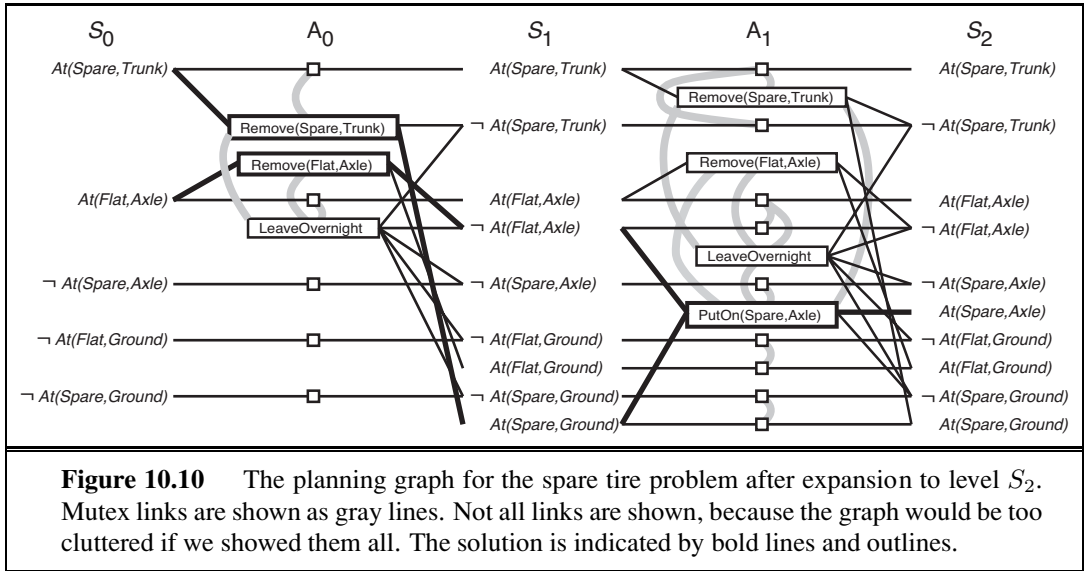 S0 A0 S1 A1 S2
At(Spare,Trunk) At(Spare,Trunk) At(Spare,Trunk)
Remove(Spare,Trunk)
Remove(Spare,Trunk) ¬ At(Spare,Trunk) ¬ At(Spare,Trunk)
Remove(Flat,Axle) Remove(Flat,Axle)
At(Flat,Axle) At(Flat,Axle) At(Flat,Axle)
LeaveOvernight ¬ At(Flat,Axle) ¬ At(Flat,Axle)
LeaveOvernight
¬ At(Spare,Axle) ¬ At(Spare,Axle) ¬ At(Spare,Axle)
PutOn(Spare,Axle) At(Spare,Axle)
¬ At(Flat,Ground) ¬ At(Flat,Ground) ¬ At(Flat,Ground)
At(Flat,Ground) At(Flat,Ground)
¬ At(Spare,Ground) ¬ At(Spare,Ground) ¬ At(Spare,Ground)
At(Spare,Ground) At(Spare,Ground)
Figure 10.10 The planning graph for the spare tire problem after expansion to level S2.
Mutex links are shown as gray lines. Not all links are shown, because the graph would be too
cluttered if we showed them all. The solution is indicated by bold lines and outlines.